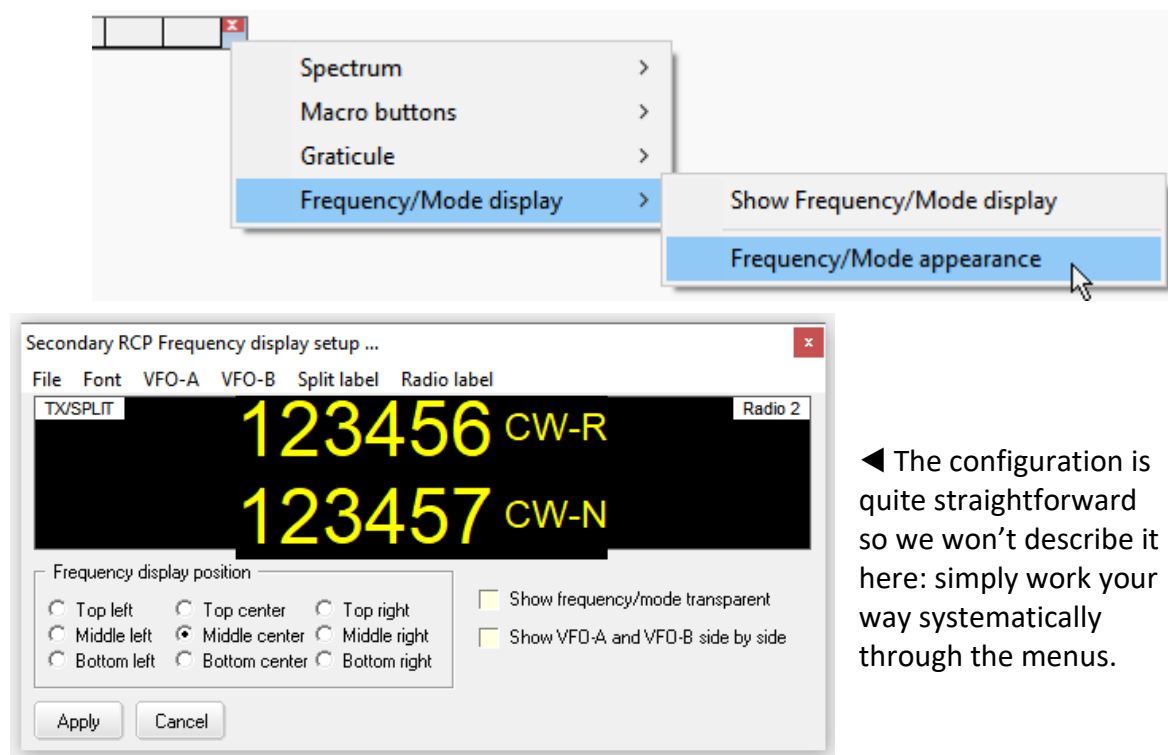 x
Spectrum >
Macro buttons >
Graticule >
Frequency/Mode display >
Show Frequency/Mode display
Frequency/Mode appearance
Secondary RCP Frequency display setup ... x
File Font VFO-A VFO-B Split label Radio label
TX/SPLIT 123456 CW-R Radio 2
123457 CW-N
Frequency display position
Top left Top center Top right
Middle left Middle center Middle right
Bottom left Bottom center Bottom right
Show frequency/mode transparent
Show VFO-A and VFO-B side by side
Apply Cancel
◀ The configuration is
quite straightforward
so we won’t describe it
here: simply work your
way systematically
through the menus.